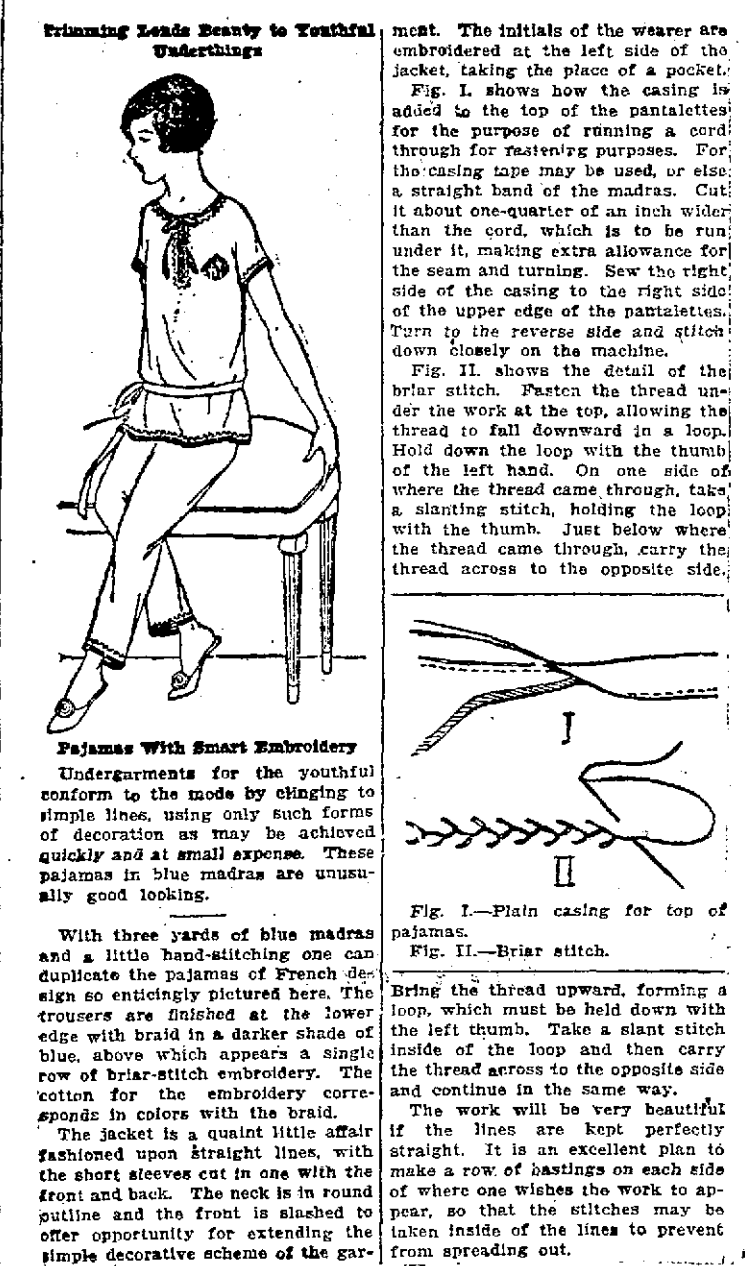 Trimming Lends Beauty to Youthful
Underthings
Pajamas With Smart Embroidery
Undergarments for the youthful
conform to the mode by clinging to
simple lines, using only such forms
of decoration as may be achieved
quickly and at small expense. These
pajamas in blue madras are unusu-
ally good looking.
With three yards of blue madras
and a little hand-stitching one can
duplicate the pajamas of French de-
sign so enticingly pictured here. The
trousers are finished at the lower
edge with braid in a darker shade of
blue, above which appears a single
row of briar-stitch embroidery. The
cotton for the embroidery corre-
sponds in colors with the braid.
The jacket is a quaint little affair
fashioned upon straight lines, with
the short sleeves cut in one with the
front and back. The neck is in round
outline and the front is slashed to
offer opportunity for extending the
simple decorative scheme of the gar-
ment. The initials of the wearer are
embroidered at the left side of the
jacket, taking the place of a pocket.
Fig. I. shows how the casing is
added to the top of the pantalettes
for the purpose of running a cord
through for fastening purposes. For
the casing tape may be used, or else
a straight band of the madras. Cut
it about one-quarter of an inch wider
than the cord, which is to be run
under it, making extra allowance for
the seam and turning. Sew the right
side of the casing to the right side
of the upper edge of the pantalettes.
Turn to the reverse side and stitch
down closely on the machine.
Fig. II. shows the detail of the
briar stitch. Fasten the thread un-
der the work at the top, allowing the
thread to fall downward in a loop.
Hold down the loop with the thumb
of the left hand. On one side of
where the thread came through, take
a slanting stitch, holding the loop
with the thumb. Just below where
the thread came through, carry the
thread across to the opposite side.
I
II
Fig. I.—Plain casing for top of
pajamas.
Fig. II.—Briar stitch.
Bring the thread upward, forming a
loop, which must be held down with
the left thumb. Take a slant stitch
inside of the loop and then carry
the thread across to the opposite side
and continue in the same way.
The work will be very beautiful
if the lines are kept perfectly
straight. It is an excellent plan to
make a row of bastings on each side
of where one wishes the work to ap-
pear, so that the stitches may be
taken inside of the lines to prevent
from spreading out.